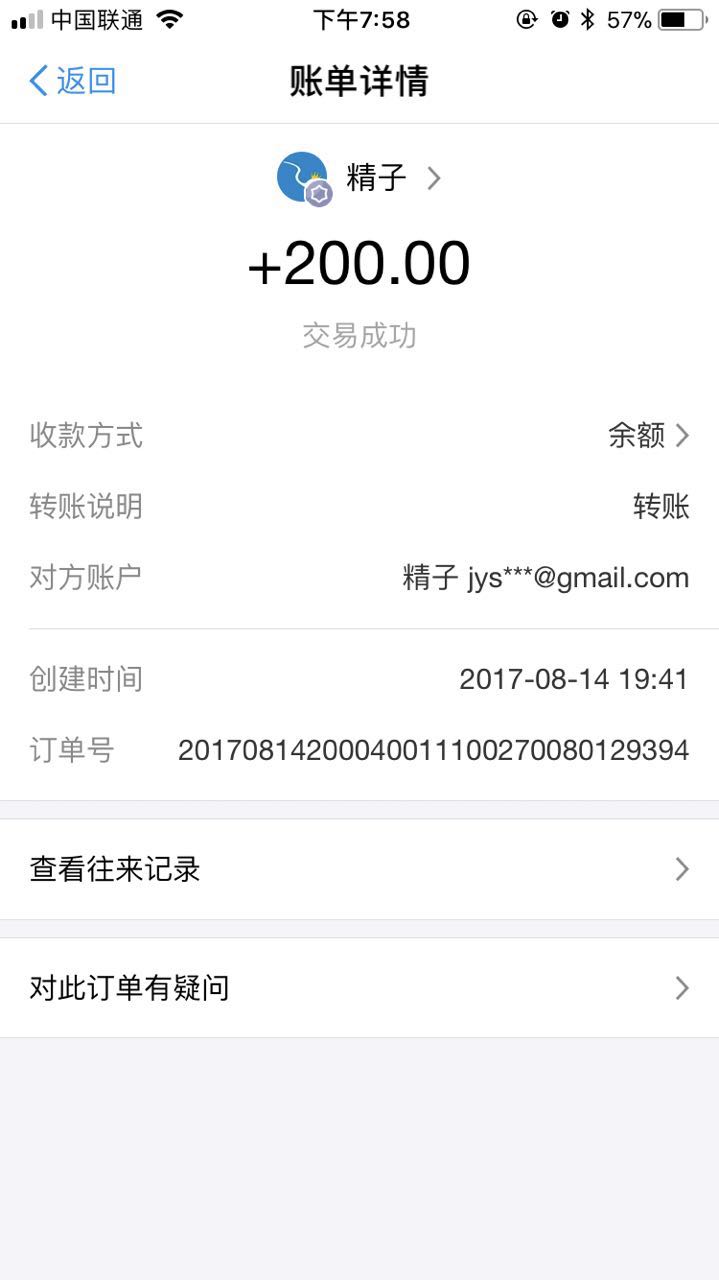 中国联通 下午7:58 57%
返回 账单详情
精子
+200.00
交易成功
收款方式 余额
转账说明 转账
对方账户 精子 jys***@gmail.com
创建时间 2017-08-14 19:41
订单号 20170814200040011100270080129394
查看往来记录
对此订单有疑问